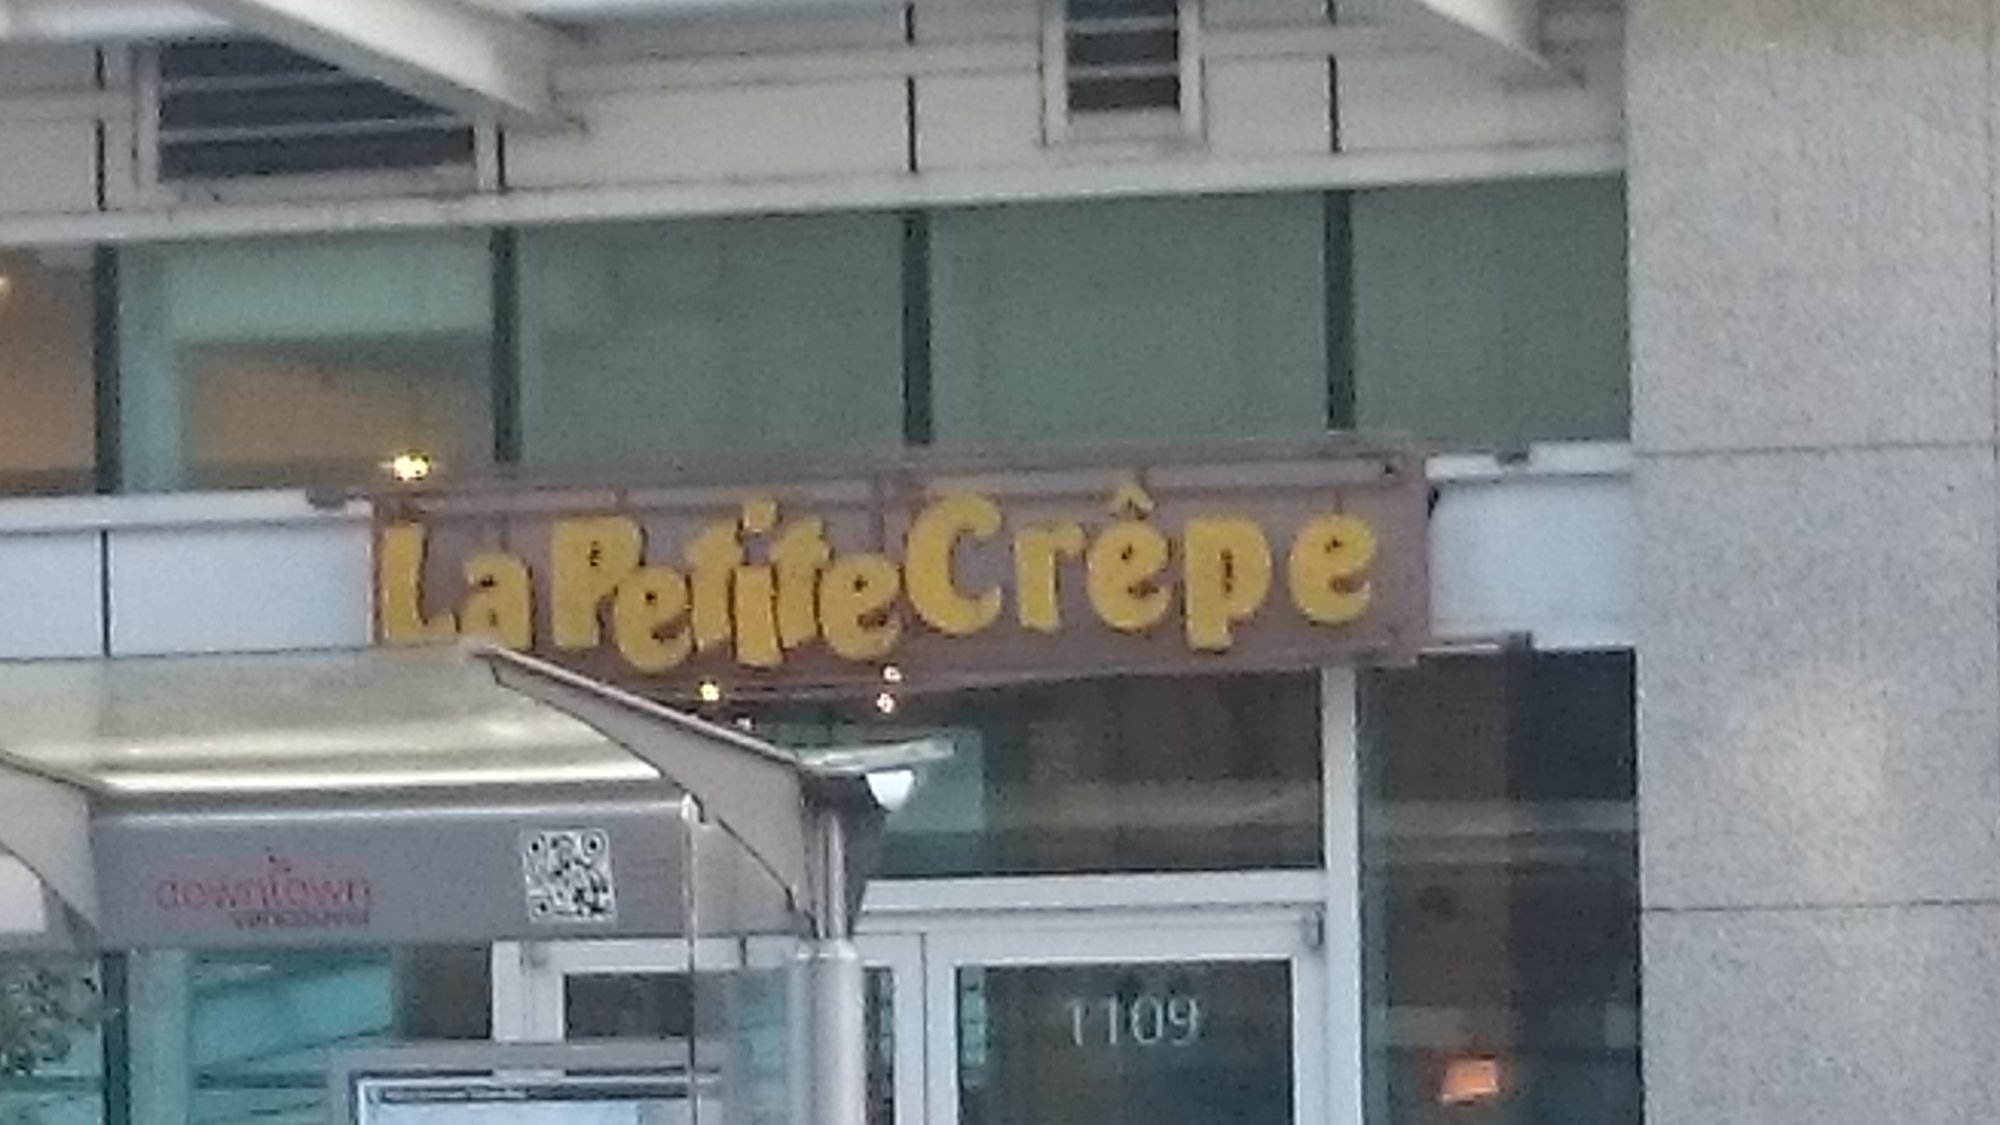 La Petite Crêpe
downtown
vancouver
1109